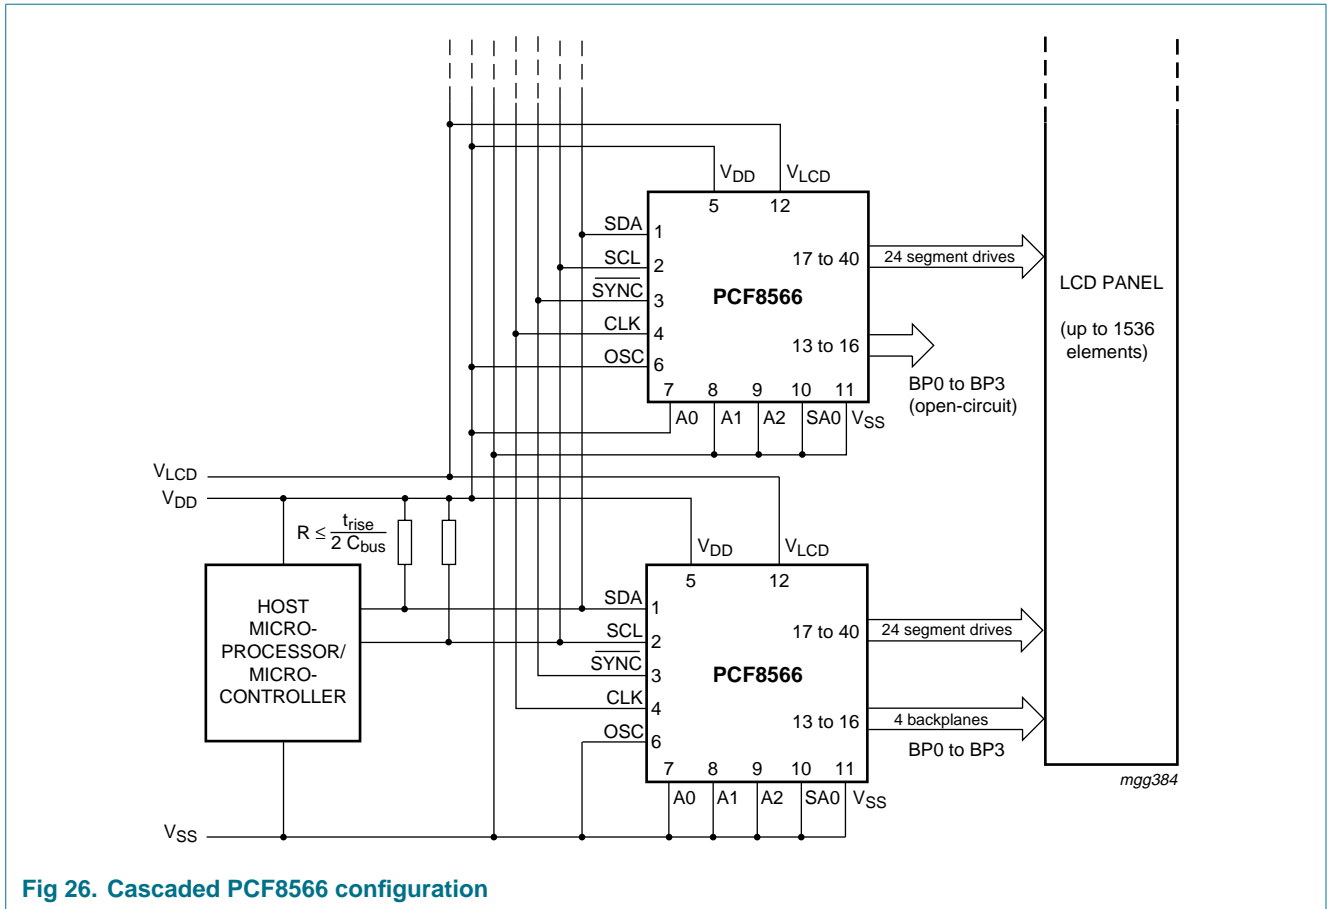 VDD
VLCD
5
12
SDA
1
SCL
2
SYNC
3
CLK
4
OSC
6
17 to 40
PCF8566
13 to 16
24 segment drives
BP0 to BP3
(open-circuit)
7
8
9
10
11
A0
A1
A2
SA0
VSS
LCD PANEL
(up to 1536
elements)
VLCD
VDD
R ≤ trise
2 Cbus
HOST
MICRO-
PROCESSOR/
MICRO-
CONTROLLER
VDD
VLCD
5
12
SDA
1
SCL
2
SYNC
3
CLK
4
OSC
6
17 to 40
PCF8566
13 to 16
24 segment drives
4 backplanes
BP0 to BP3
7
8
9
10
11
A0
A1
A2
SA0
VSS
VSS
mgg384
Fig 26. Cascaded PCF8566 configuration